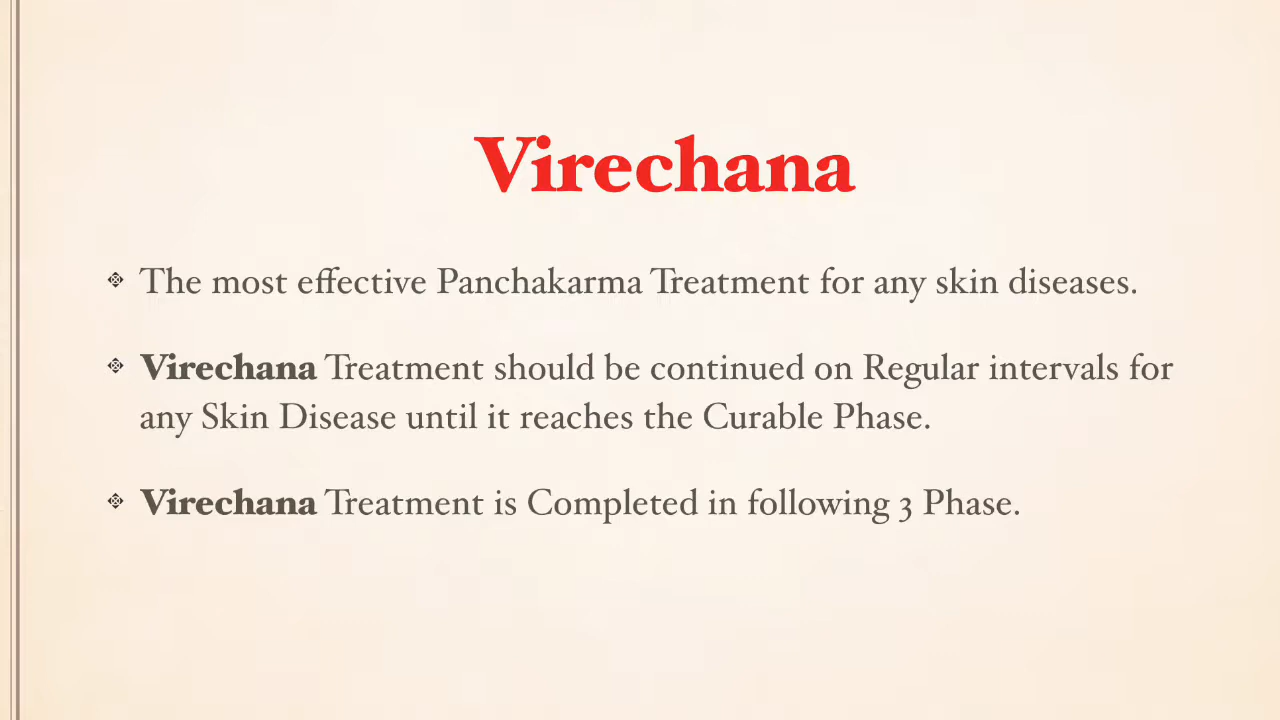 Virechana
The most effective Panchakarma Treatment for any skin diseases.
Virechana Treatment should be continued on Regular intervals for
any Skin Disease until it reaches the Curable Phase.
Virechana Treatment is Completed in following 3 Phase.